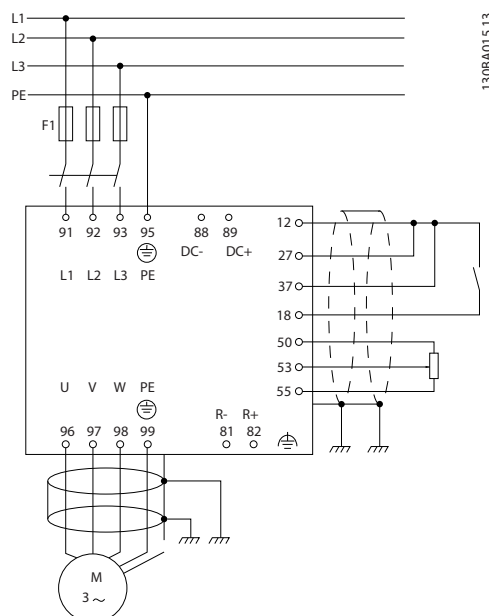 L1
L2
L3
PE
130BA015.13
F1
91 92 93 95 88 89
DC- DC+
L1 L2 L3 PE
12
27
37
18
50
53
55
U V W PE
R- R+
96 97 98 99 81 82
M
3 ~